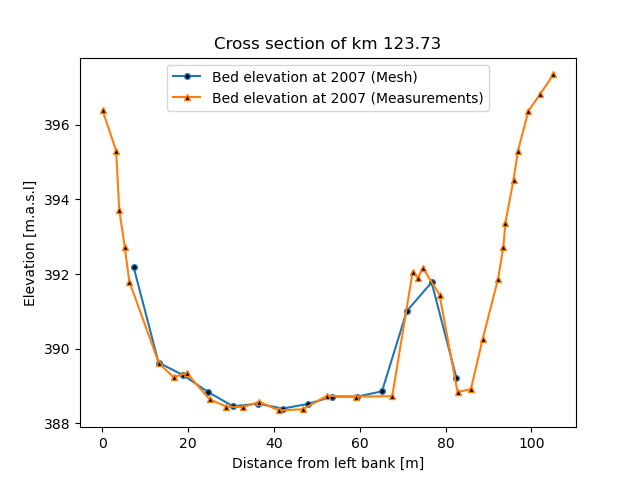 Cross section of km 123.73
Bed elevation at 2007 (Mesh)
Bed elevation at 2007 (Measurements)
396
394
392
390
388
Elevation [m.a.s.l]
0 20 40 60 80 100
Distance from left bank [m]